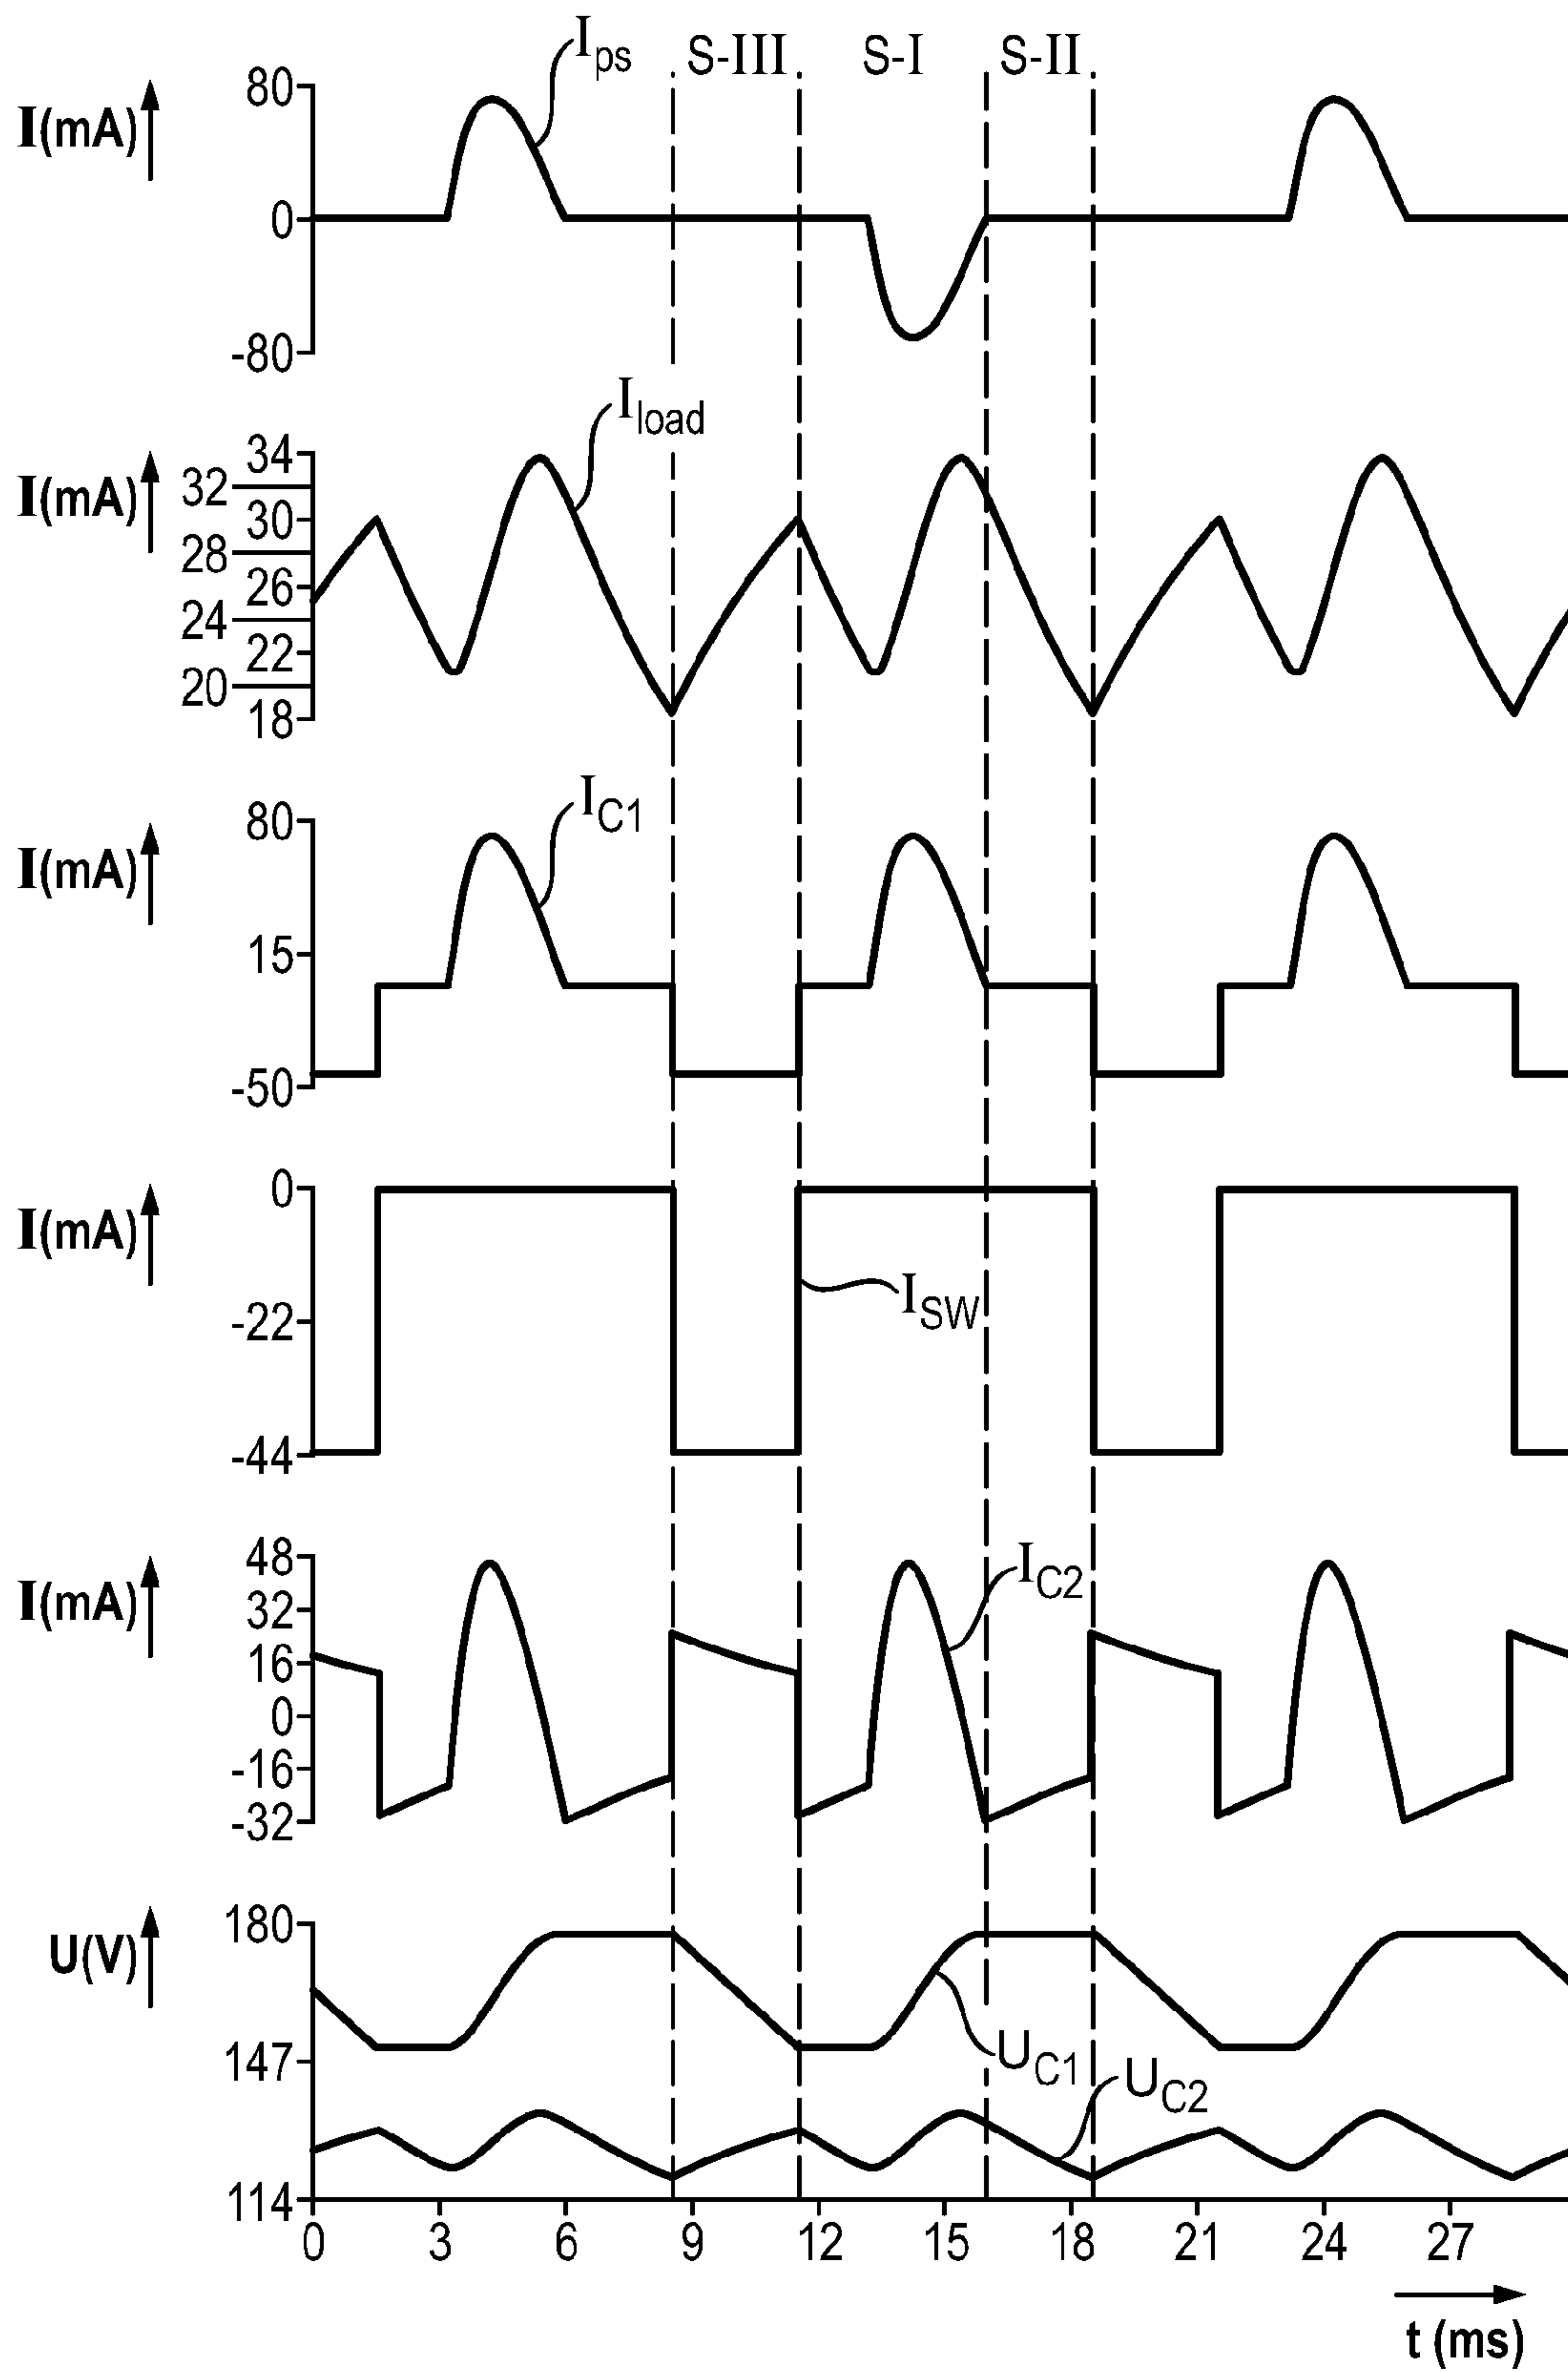 I(mA)
80
0
-80
Ips
S-III
S-I
S-II
I(mA)
34
32
30
28
26
24
22
20
18
Iload
I(mA)
80
15
-50
IC1
I(mA)
0
-22
-44
ISW
I(mA)
48
32
16
0
-16
-32
IC2
U(V)
180
147
114
UC1
UC2
0 3 6 9 12 15 18 21 24 27
t (ms)